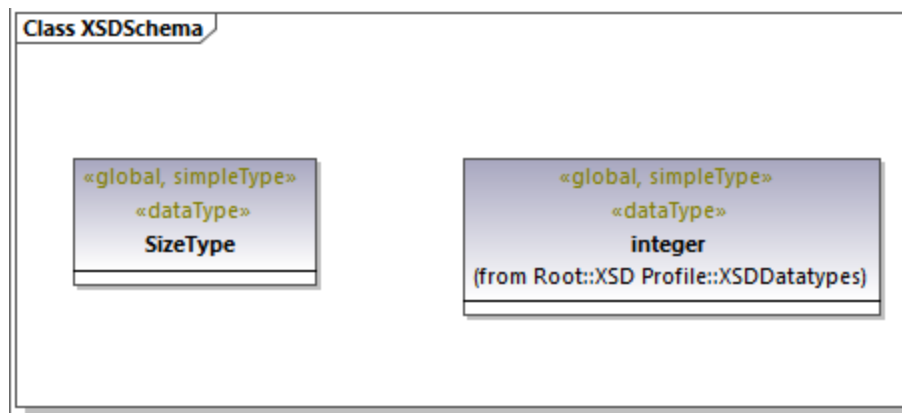 Class XSDSchema
«global, simpleType»
«dataType»
SizeType
«global, simpleType»
«dataType»
integer
(from Root::XSD Profile::XSDDatatypes)